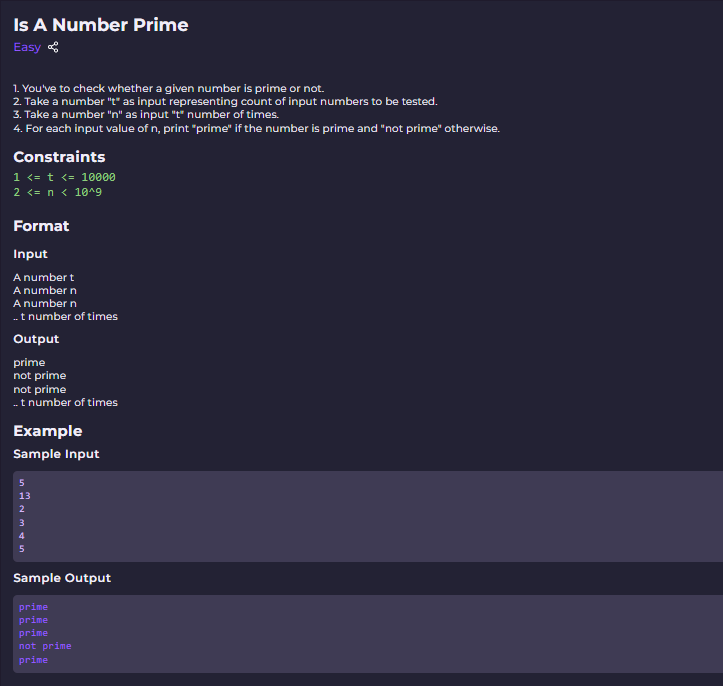 Is A Number Prime
Easy
1. You've to check whether a given number is prime or not.
2. Take a number "t" as input representing count of input numbers to be tested.
3. Take a number "n" as input "t" number of times.
4. For each input value of n, print "prime" if the number is prime and "not prime" otherwise.
Constraints
1 <= t <= 10000
2 <= n < 10^9
Format
Input
A number t
A number n
A number n
.. t number of times
Output
prime
not prime
not prime
.. t number of times
Example
Sample Input
5
13
2
3
4
5
Sample Output
prime
prime
prime
not prime
prime